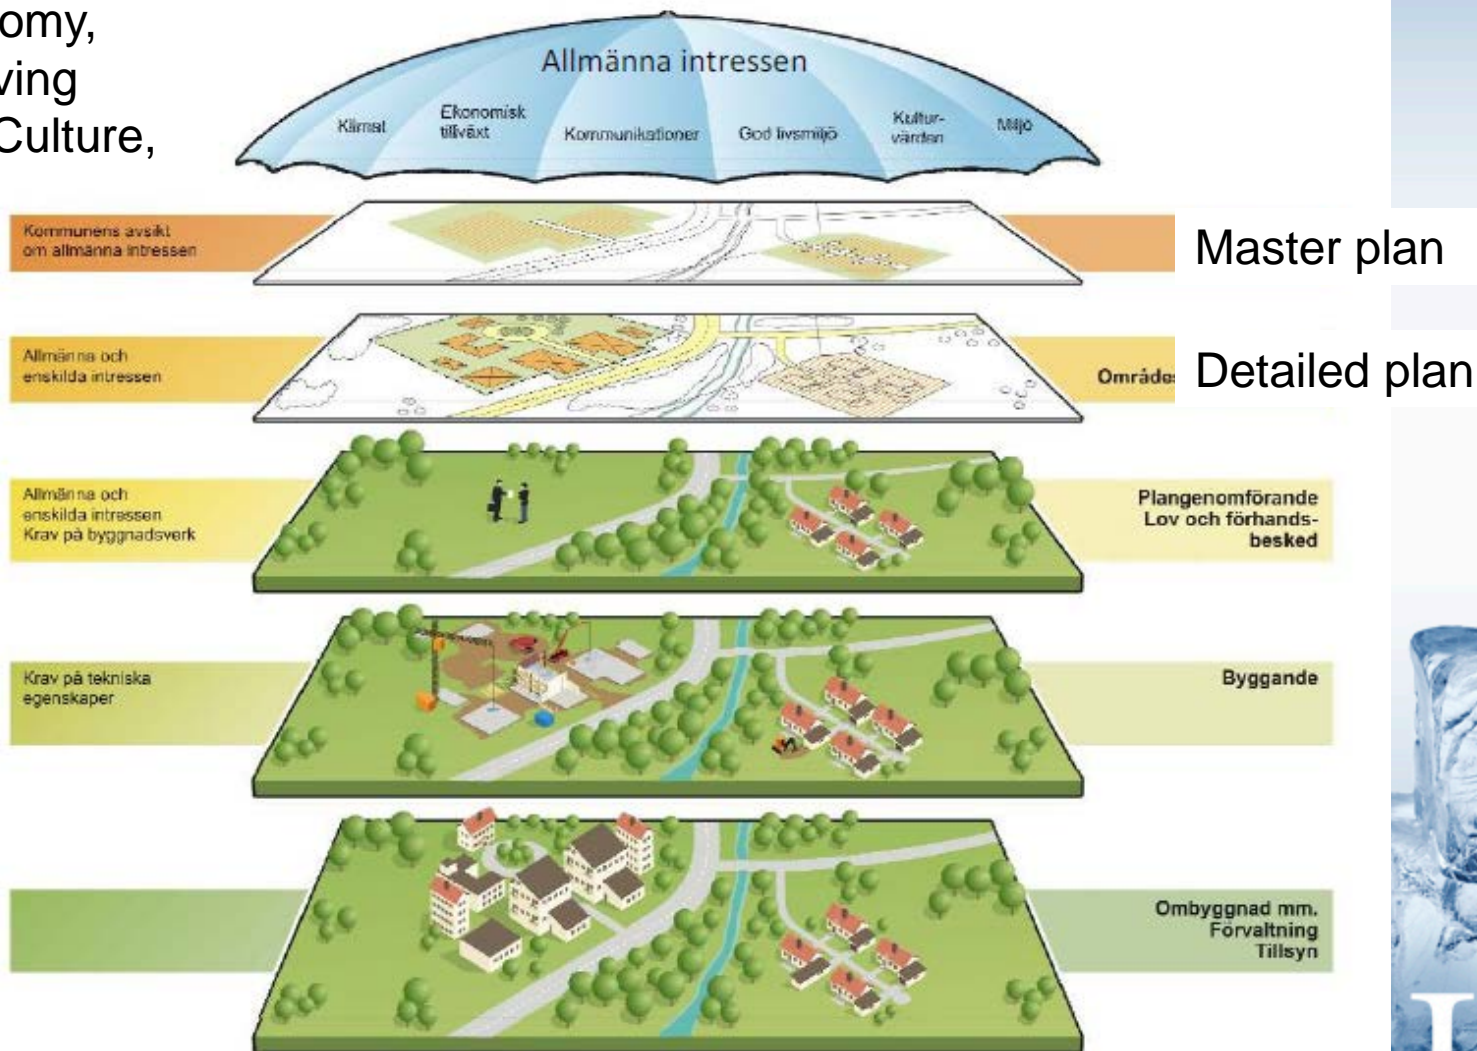 omy,
ving
Culture,
Allmänna intressen
Klimat
Ekonomisk
tillväxt
Kommunikationer
God livsmiljö
Kultur-
värden
Miljö
Kommunens avsikt
om allmänna intressen
Master plan
Allmänna och
enskilda intressen
Områdes
Detailed plan
Allmänna och
enskilda intressen
Krav på byggnadsverk
Plangenomförande
Lov och förhands-
besked
Krav på tekniska
egenskaper
Byggande
Ombyggnad mm.
Förvaltning
Tillsyn